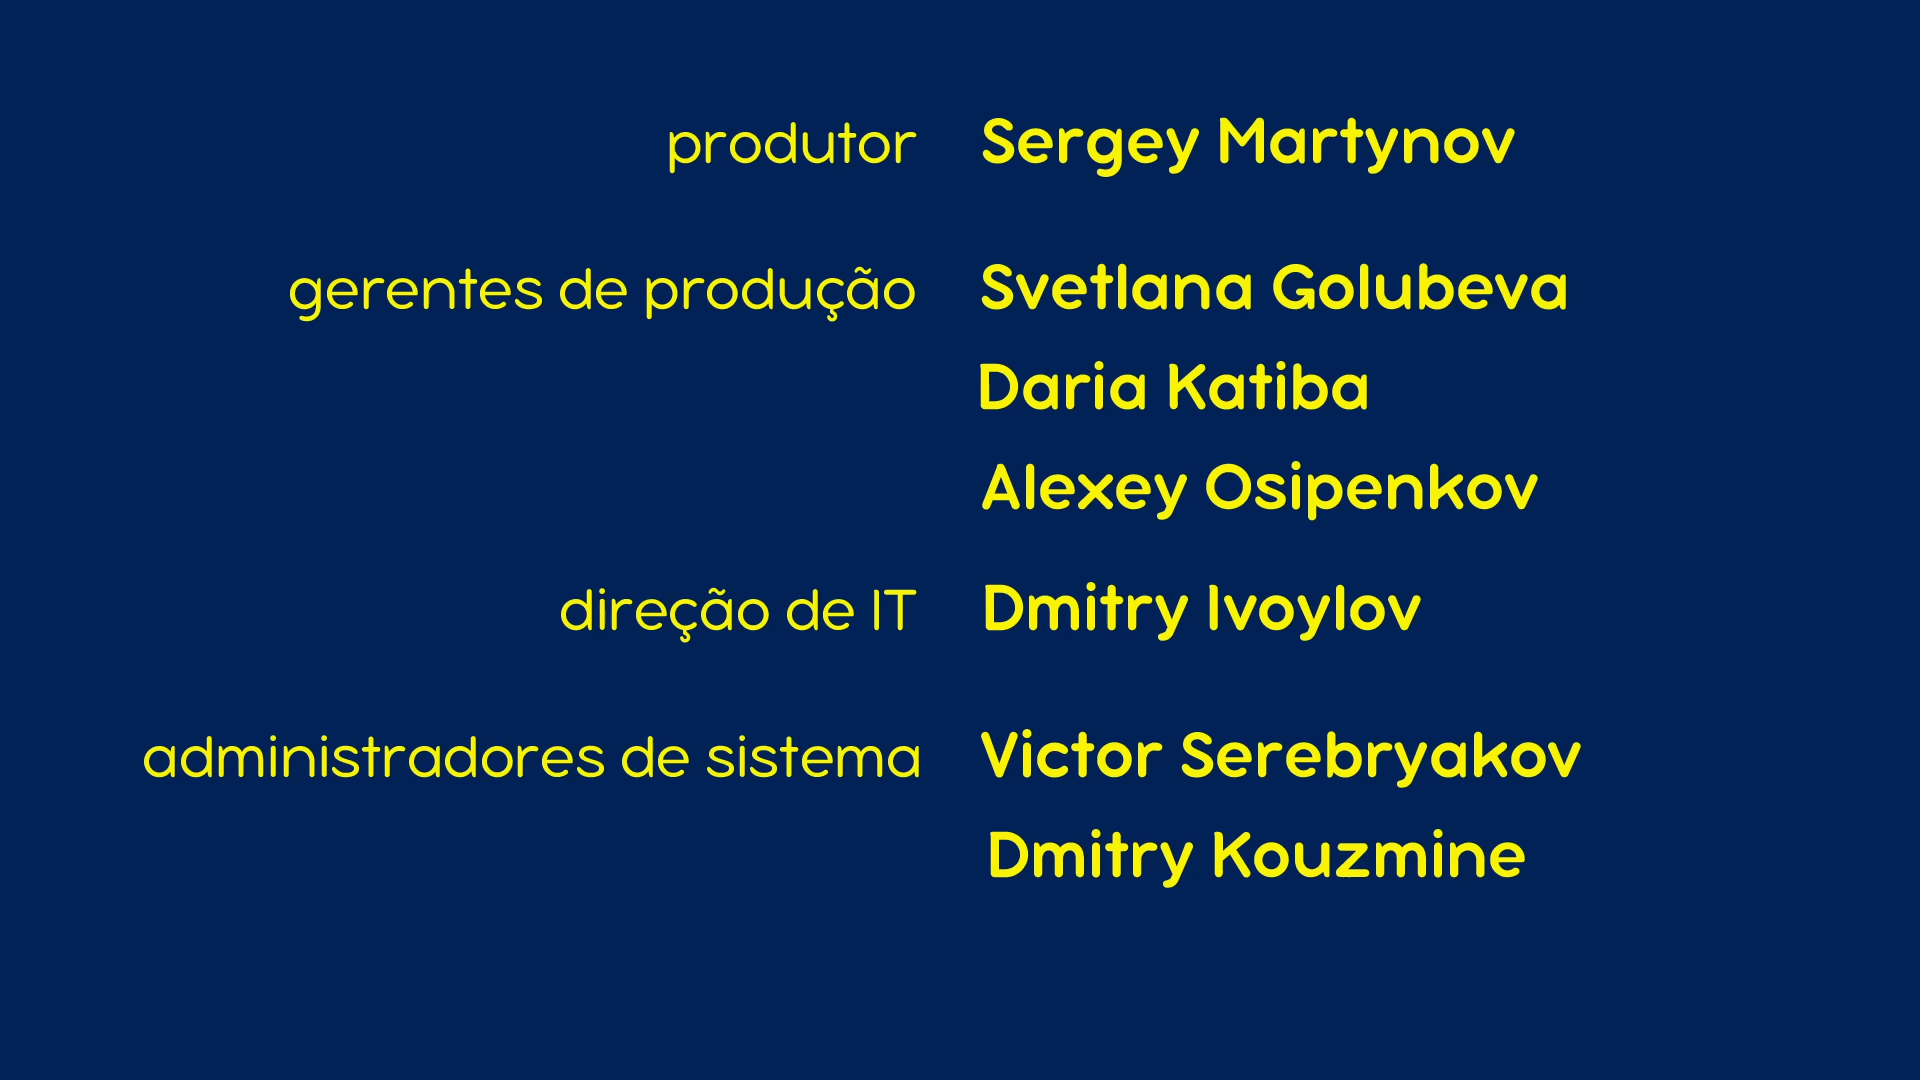 produtor Sergey Martynov
gerentes de produção Svetlana Golubeva
Daria Katiba
Alexey Osipenkov
direção de IT Dmitry Ivoylov
administradores de sistema Victor Serebryakov
Dmitry Kouzmine